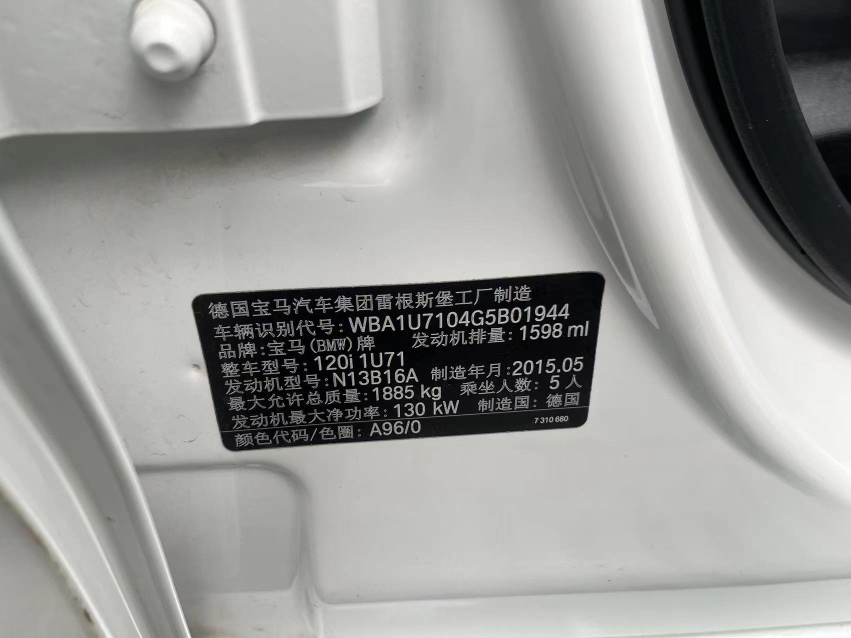 德国宝马汽车集团雷根斯堡工厂制造
车辆识别代号: WBA1U7104G5B01944
品牌: 宝马(BMW)牌 发动机排量: 1598 ml
整车型号: 120i 1U71
发动机型号: N13B16A 制造年月: 2015.05
最大允许总质量: 1885 kg 乘坐人数: 5 人
发动机最大净功率: 130 kW 制造国: 德国
颜色代码/色圈: A96/0 7 310 680